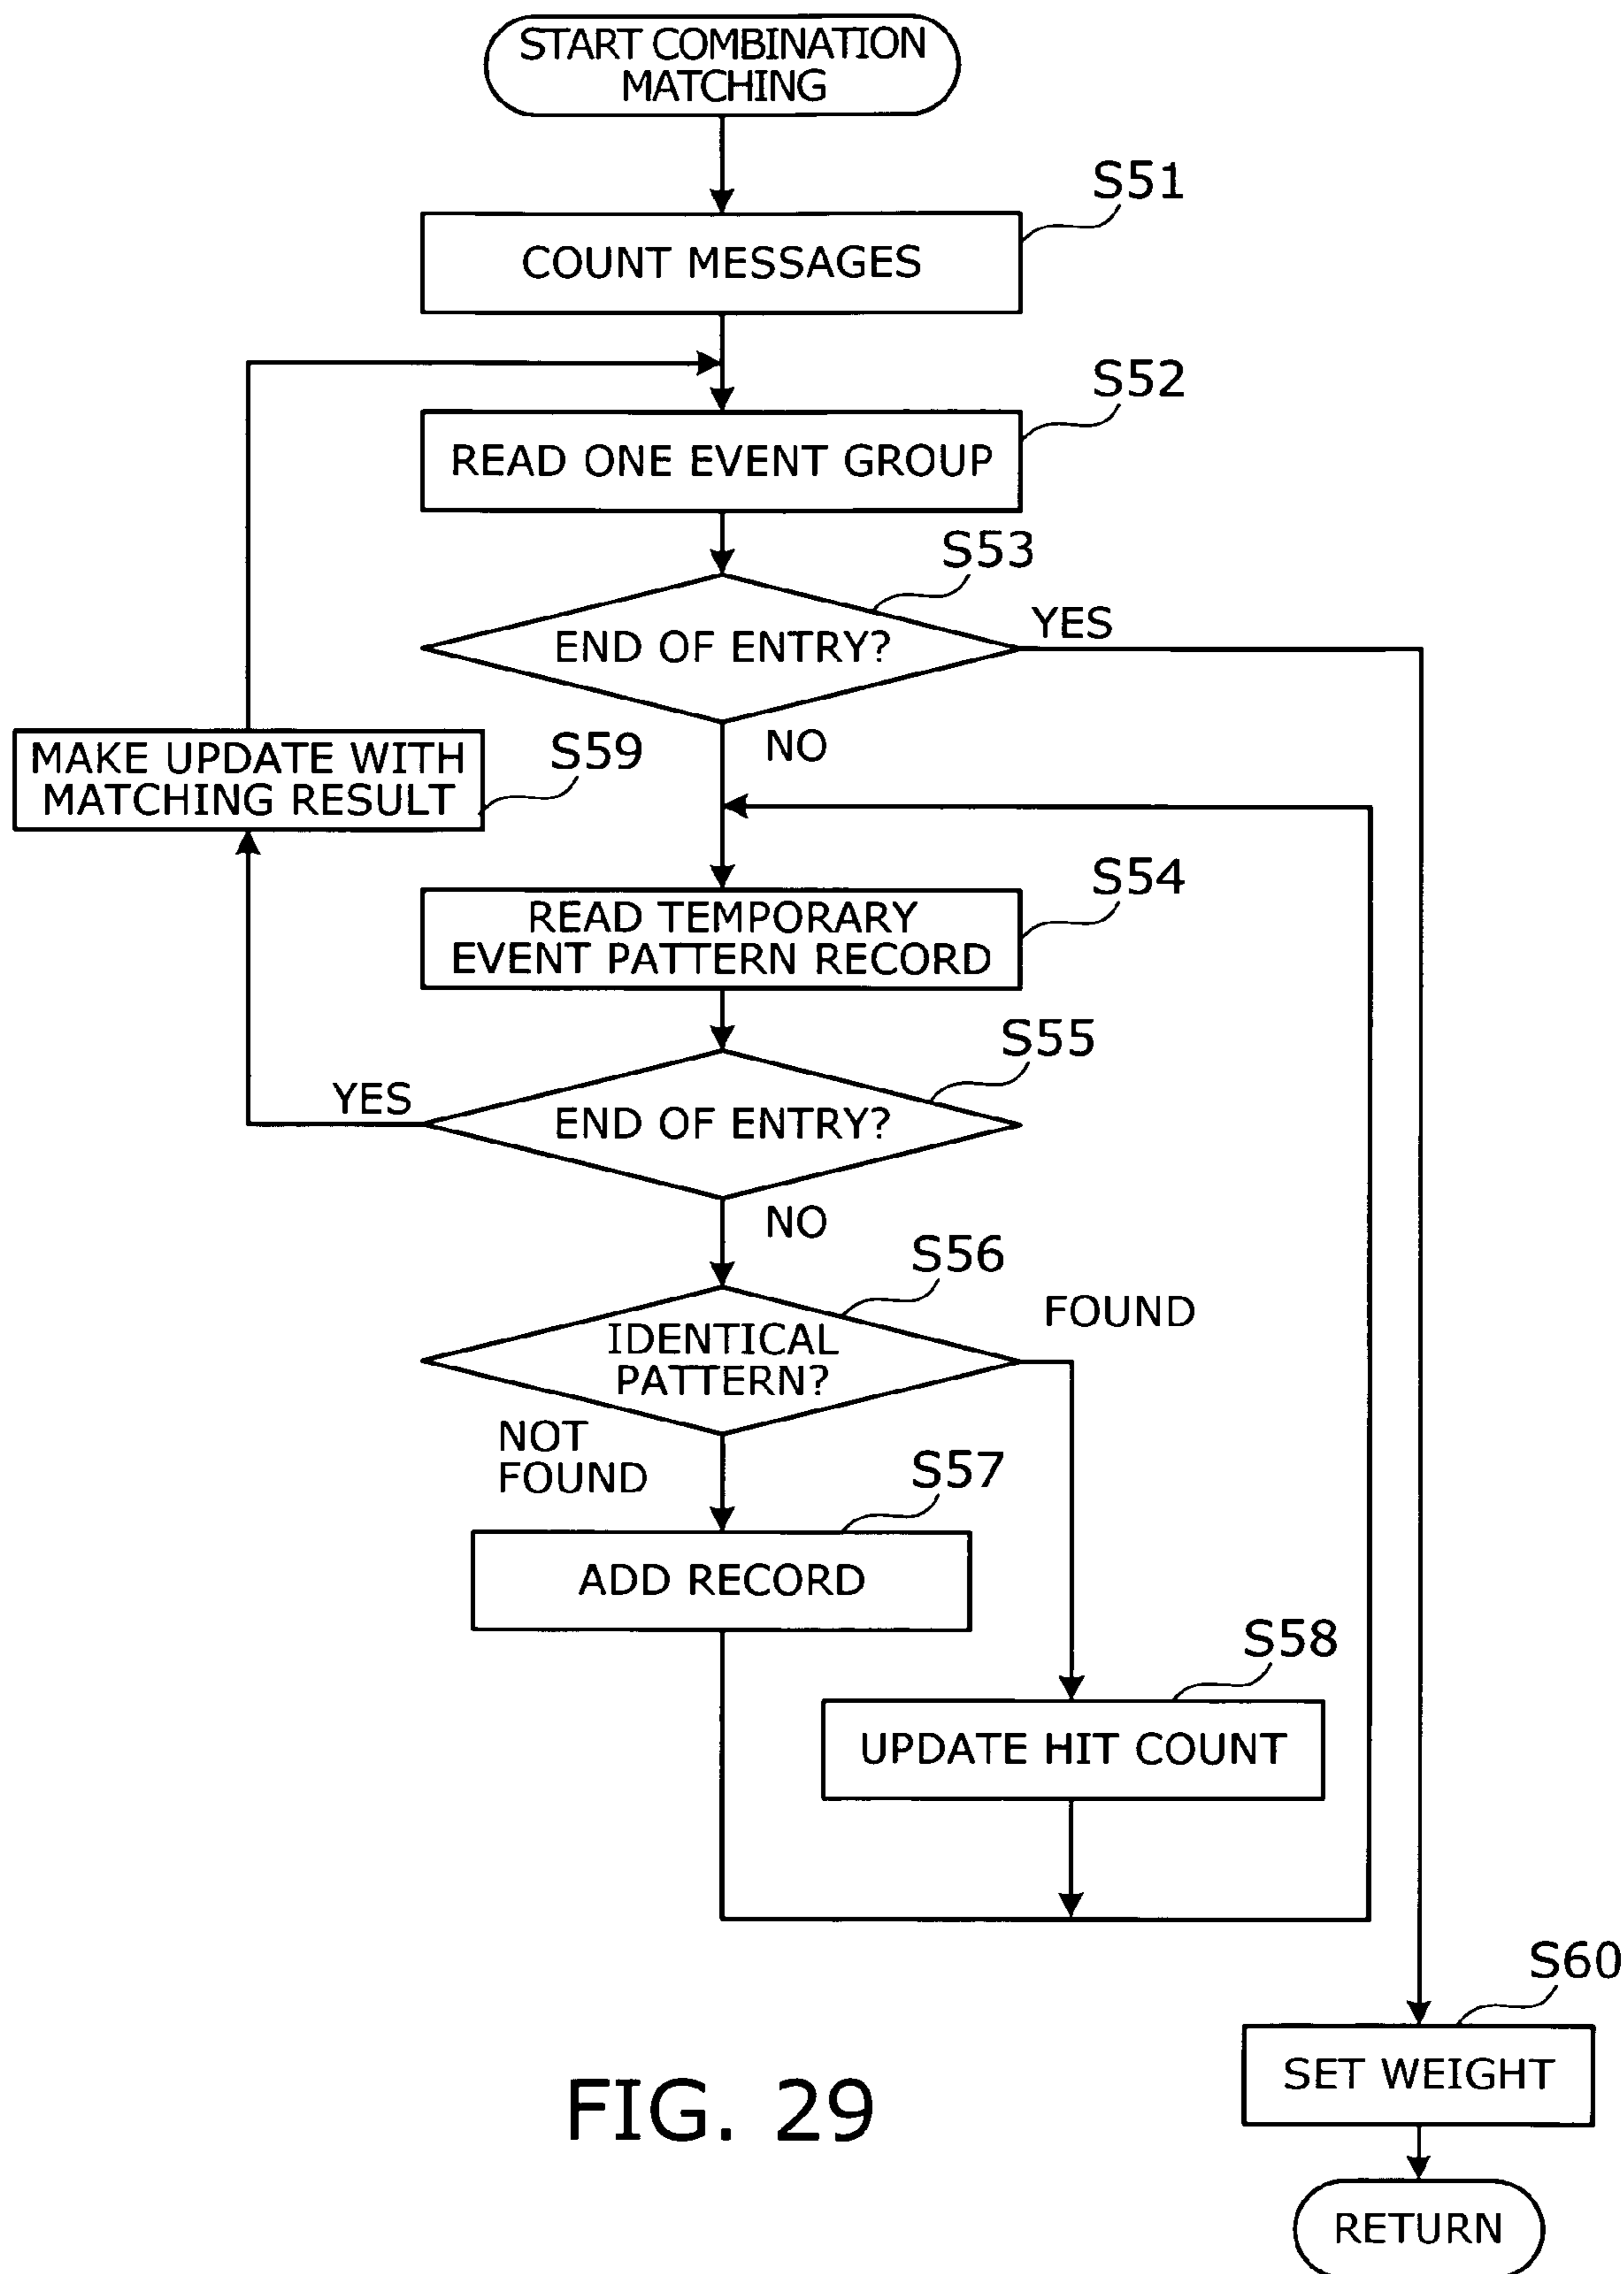 START COMBINATION
MATCHING
S51
COUNT MESSAGES
S52
READ ONE EVENT GROUP
S53
END OF ENTRY?
YES
NO
MAKE UPDATE WITH
MATCHING RESULT
S59
S54
READ TEMPORARY
EVENT PATTERN RECORD
S55
YES
END OF ENTRY?
NO
S56
FOUND
IDENTICAL
PATTERN?
NOT
FOUND
S57
ADD RECORD
S58
UPDATE HIT COUNT
S60
SET WEIGHT
FIG. 29
RETURN